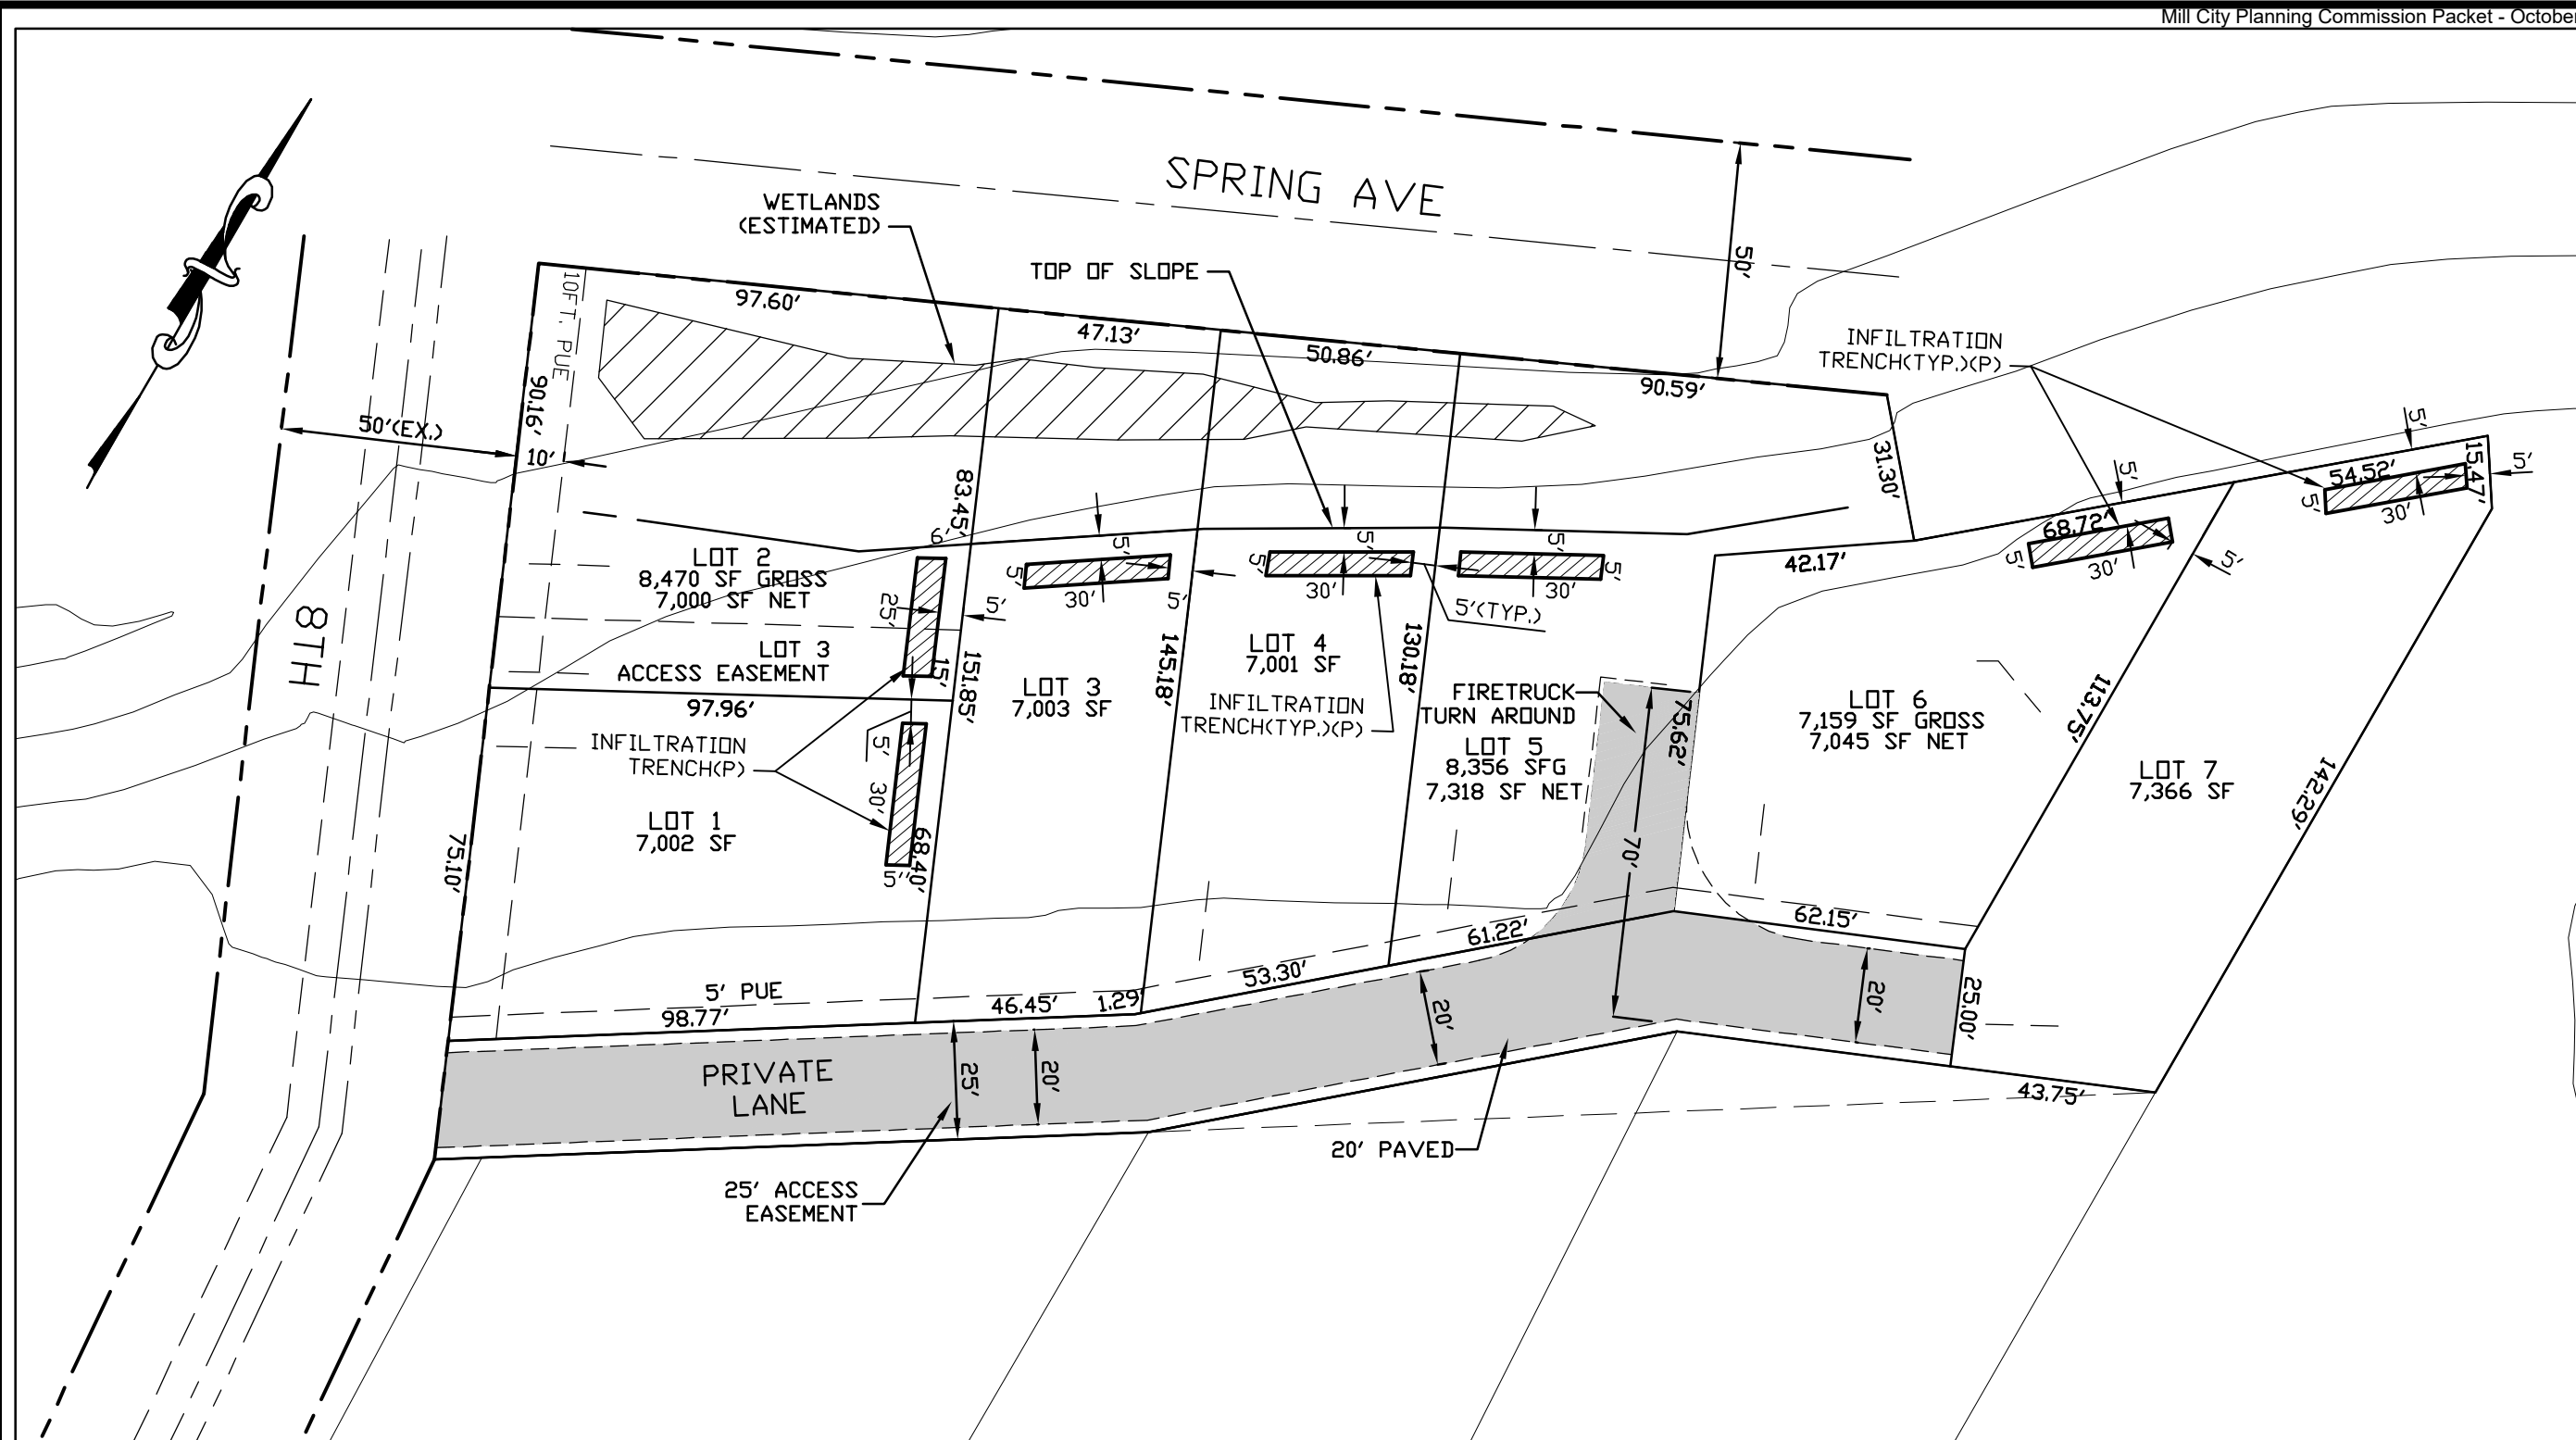 Mill City Planning Commission Packet - October
SPRING AVE
WETLANDS
(ESTIMATED)
TOP OF SLOPE
50'
10FT. PUE
97.60'
47.13'
50.86'
90.59'
INFILTRATION
TRENCH(TYP.)(P)
50'(EX.)
90.16'
10'
83.45'
31.30'
5'
5'
54.52'
15.47'
5'
5'
30'
68.72'
5'
30'
5'
6'
LOT 2
8,470 SF GROSS
7,000 SF NET
25'
5'
15'
5'
5'
30'
5'
5'
5'
30'
5'
5'
30'
5'(TYP.)
42.17'
8TH
LOT 3
ACCESS EASEMENT
97.96'
151.85'
LOT 3
7,003 SF
145.18'
LOT 4
7,001 SF
130.18'
INFILTRATION
TRENCH(TYP.)(P)
FIRETRUCK
TURN AROUND
75.62'
LOT 5
8,356 SFG
7,318 SF NET
LOT 6
7,159 SF GROSS
7,045 SF NET
113.75'
LOT 7
7,366 SF
142.29'
INFILTRATION
TRENCH(P)
5'
30'
LOT 1
7,002 SF
75.10'
68.40'
5'
70'
62.15'
61.22'
53.30'
5' PUE
98.77'
46.45'
1.29'
20'
20'
25.00'
PRIVATE
LANE
25'
20'
43.75'
20' PAVED
25' ACCESS
EASEMENT